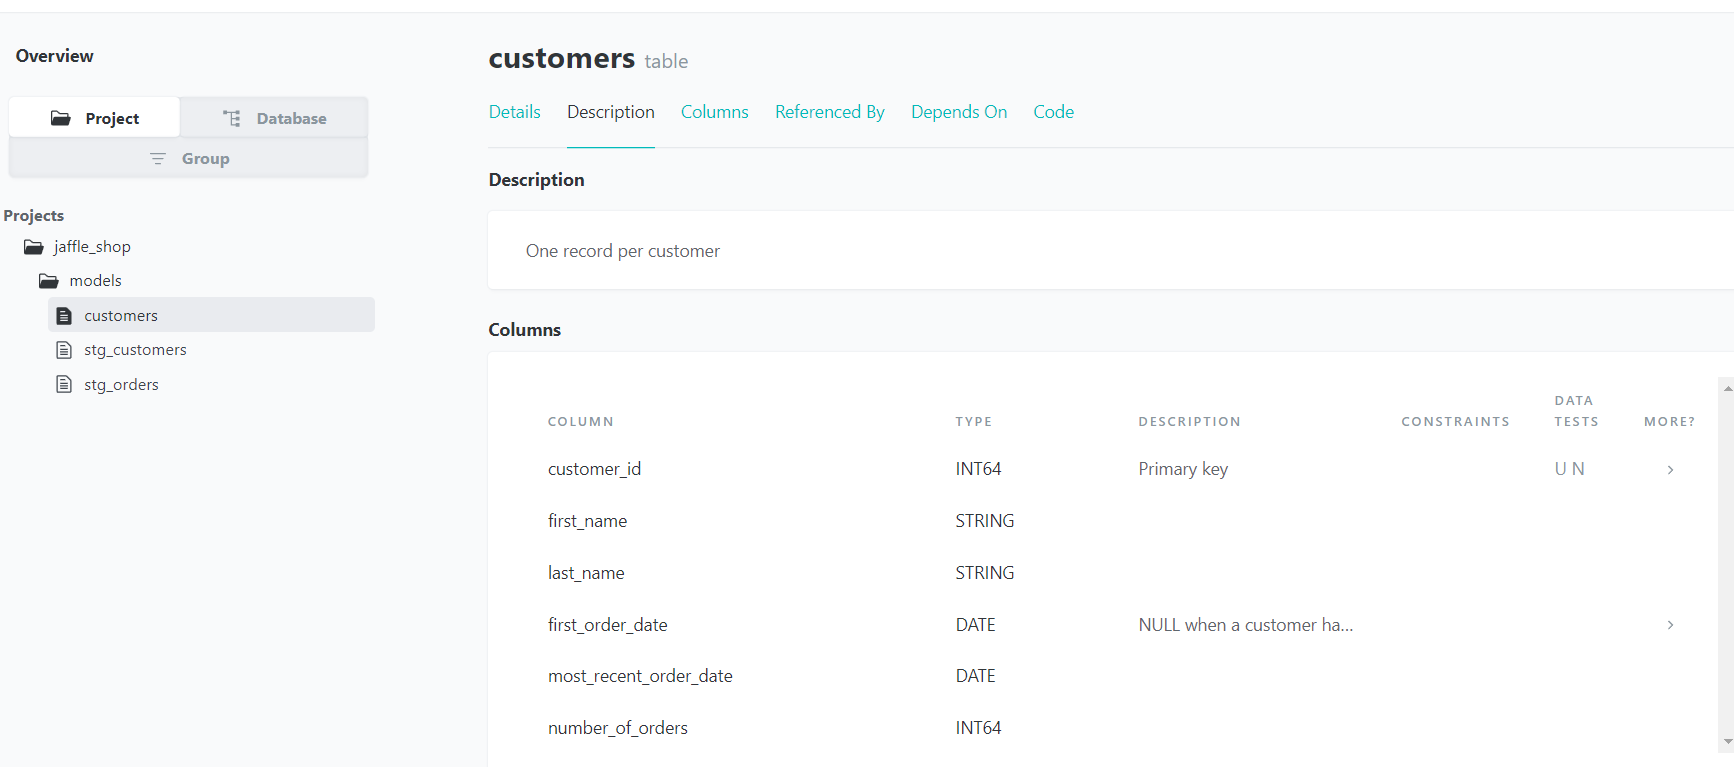 Overview
Project
Database
Group
Projects
jaffle_shop
models
customers
stg_customers
stg_orders
customers table
Details Description Columns Referenced By Depends On Code
Description
One record per customer
Columns
COLUMN TYPE DESCRIPTION CONSTRAINTS DATA TESTS MORE?
customer_id INT64 Primary key U N >
first_name STRING
last_name STRING
first_order_date DATE NULL when a customer ha... >
most_recent_order_date DATE
number_of_orders INT64